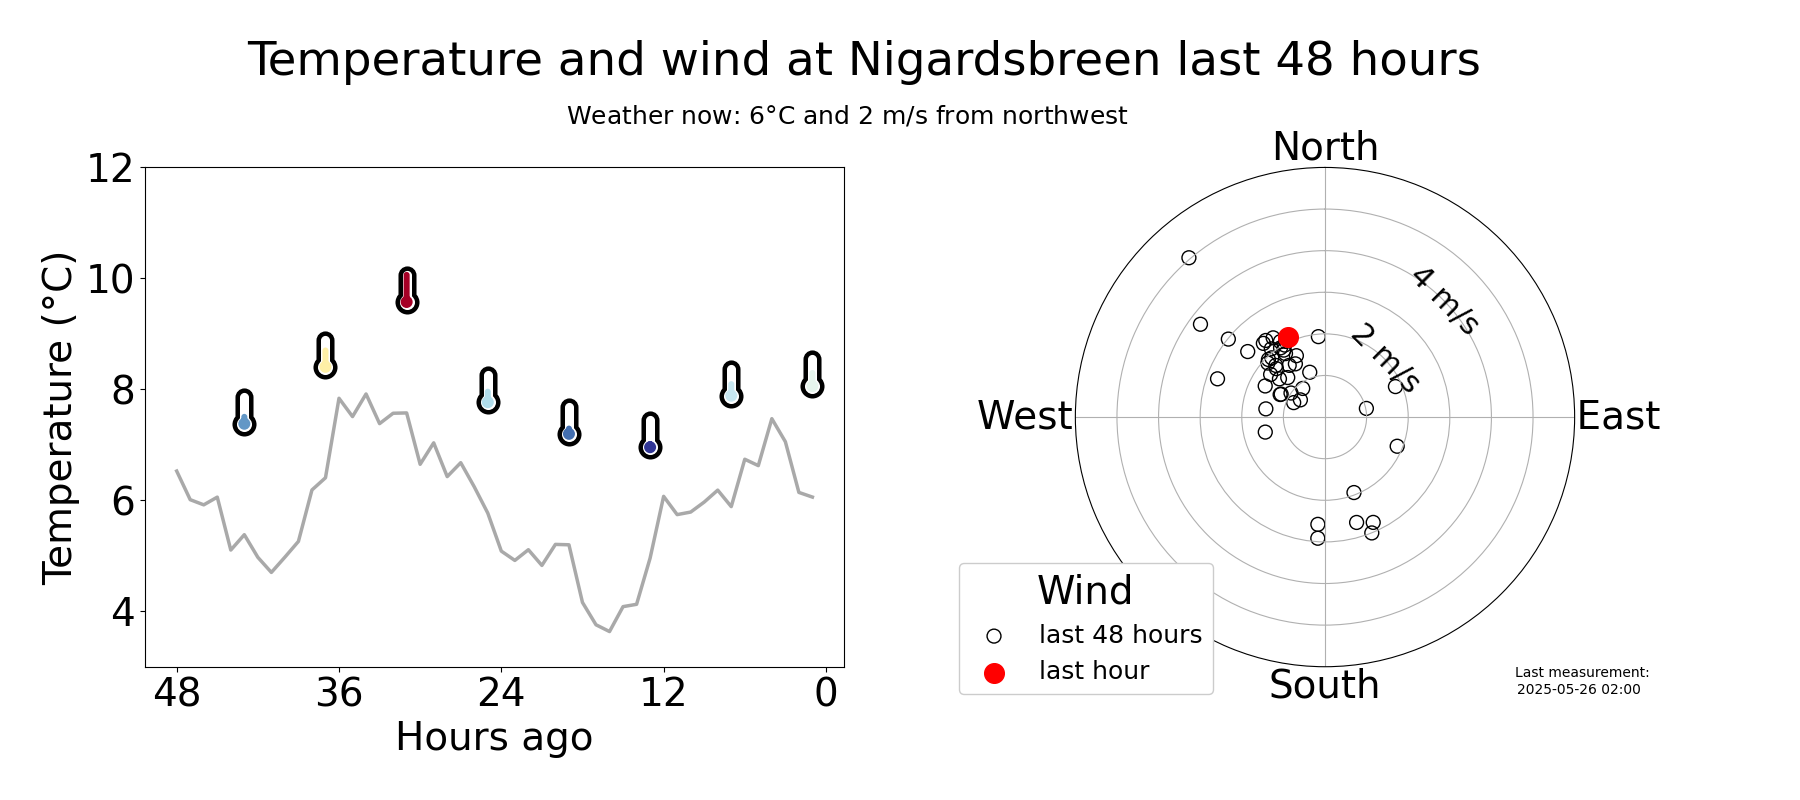 Temperature and wind at Nigardsbreen last 48 hours
Weather now: 6°C and 2 m/s from northwest
Temperature (°C)
12
10
8
6
4
48 36 24 12 0
Hours ago
North
West
East
South
4 m/s
2 m/s
Wind
last 48 hours
last hour
Last measurement:
2025-05-26 02:00